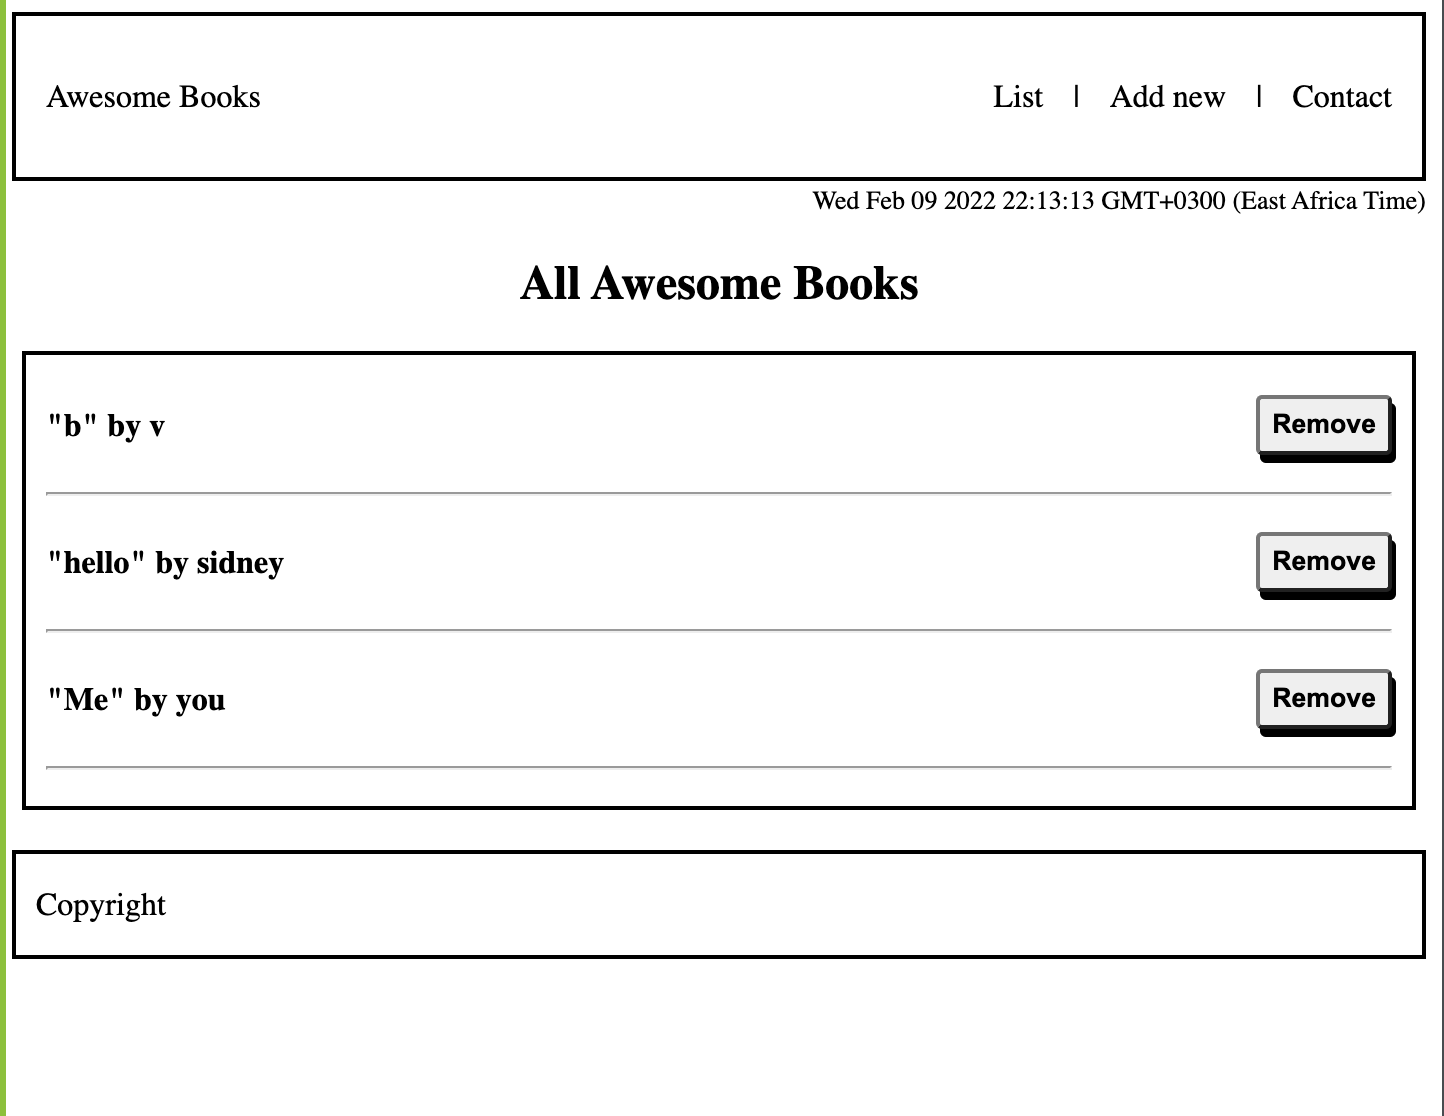 Awesome Books List | Add new | Contact
Wed Feb 09 2022 22:13:13 GMT+0300 (East Africa Time)
All Awesome Books
"b" by v Remove
"hello" by sidney Remove
"Me" by you Remove
Copyright